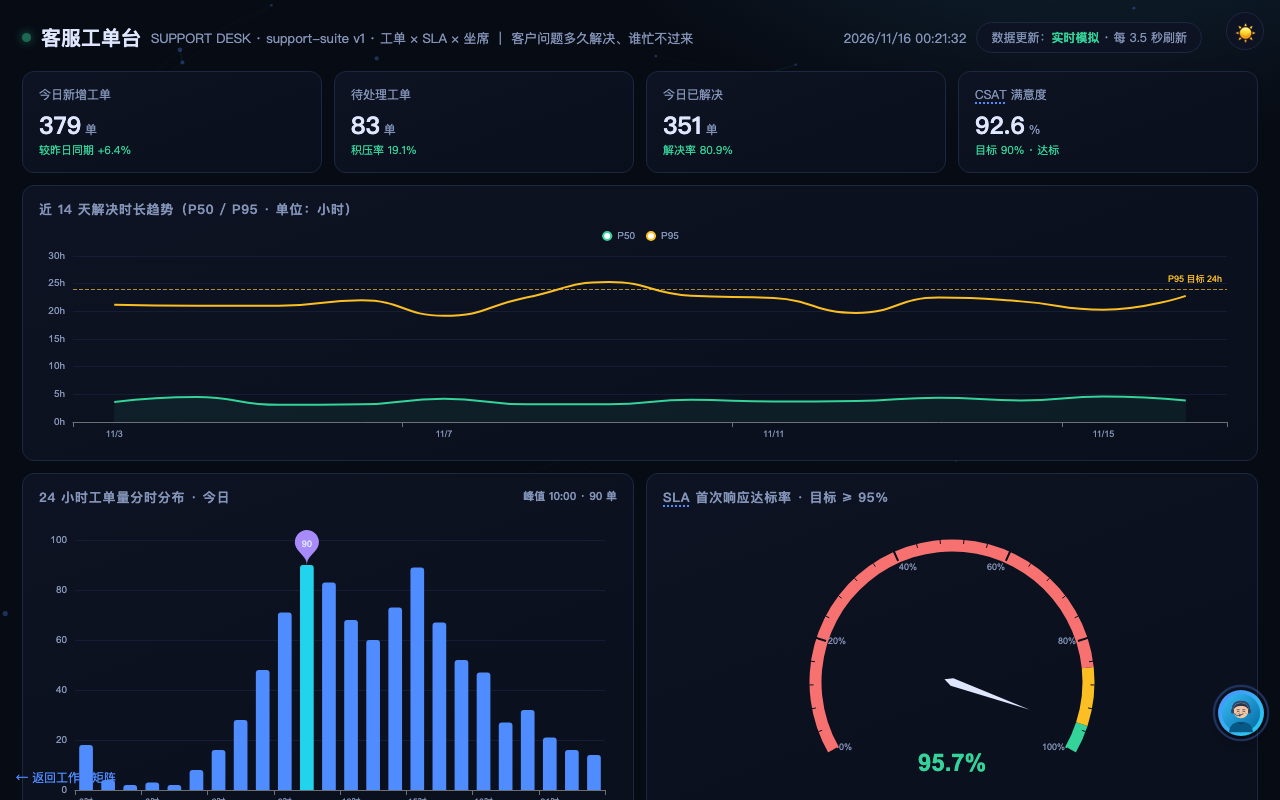 客服工单台 SUPPORT DESK · support-suite v1 · 工单 × SLA × 坐席 | 客户问题多久解决、谁忙不过来 2026/11/16 00:21:32 数据更新：实时模拟 · 每 3.5 秒刷新
今日新增工单
379 单
较昨日同期 +6.4%
待处理工单
83 单
积压率 19.1%
今日已解决
351 单
解决率 80.9%
CSAT 满意度
92.6 %
目标 90% · 达标
近 14 天解决时长趋势（P50 / P95 · 单位：小时）
P50 P95
30h
25h
20h
15h
10h
5h
0h
P95 目标 24h
11/3 11/7 11/11 11/15
24 小时工单量分时分布 · 今日 峰值 10:00 · 90 单
100
80
60
40
20
0
90
← 返回工作 矩阵
SLA 首次响应达标率 · 目标 ≥ 95%
0%
20%
40%
60%
80%
100%
95.7%